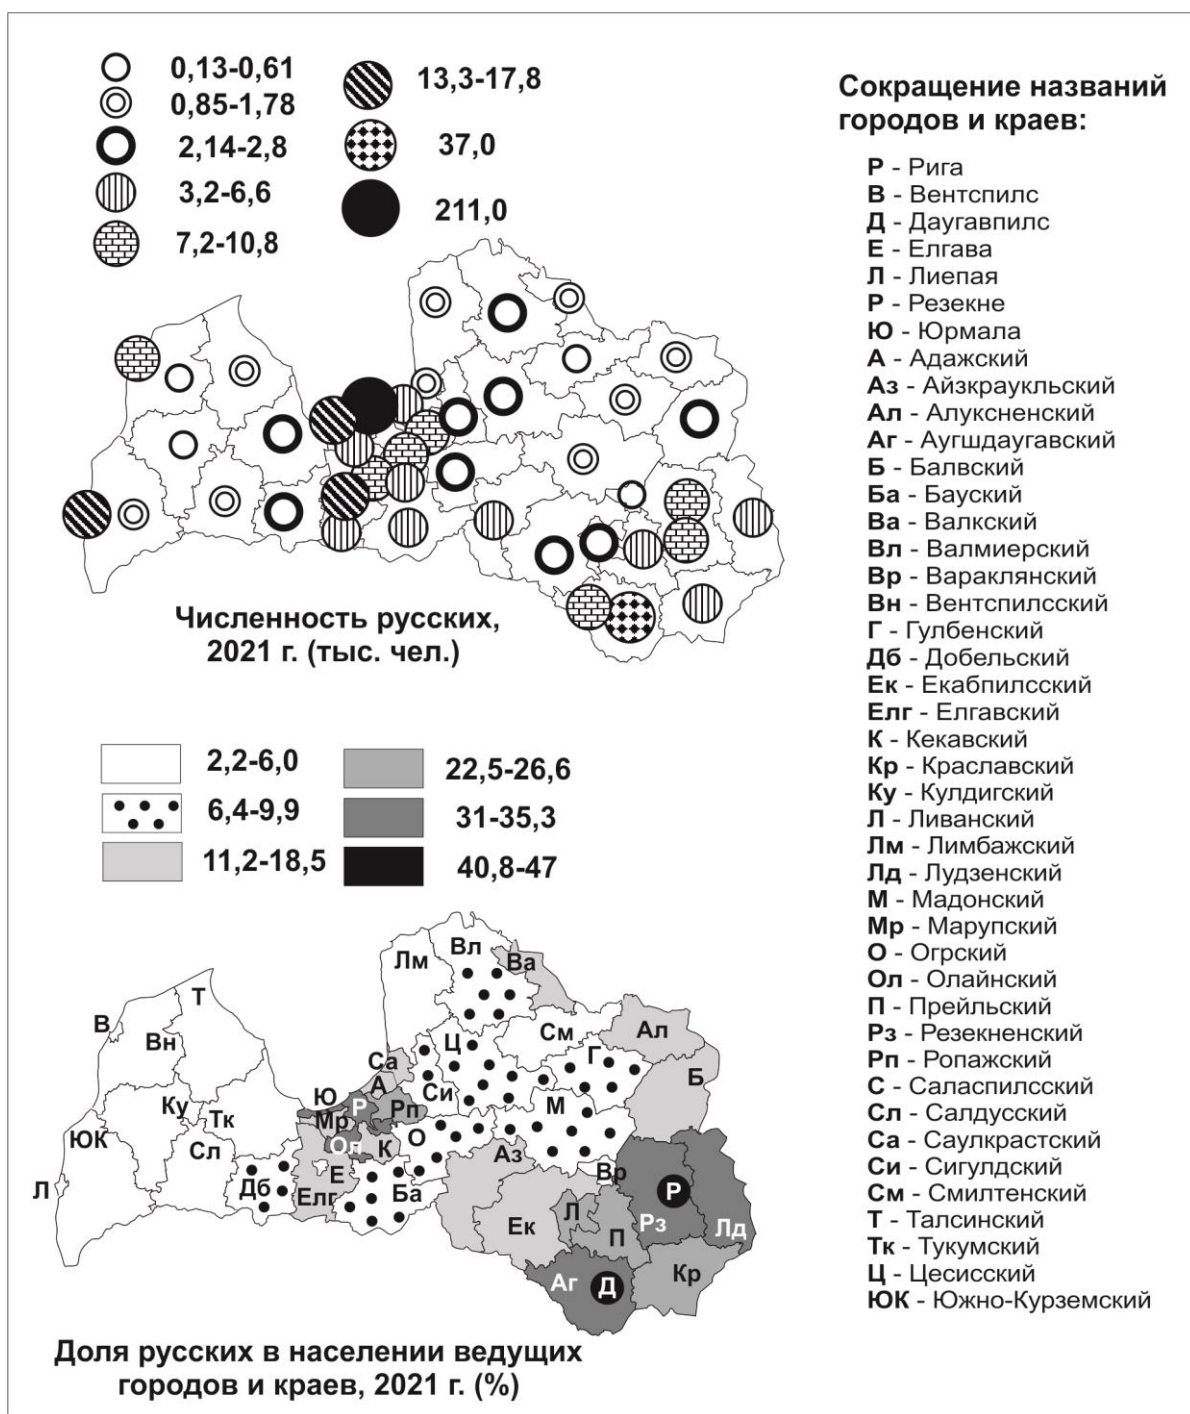 0,13-0,61
0,85-1,78
2,14-2,8
3,2-6,6
7,2-10,8
13,3-17,8
37,0
211,0
Численность русских,
2021 г. (тыс. чел.)
2,2-6,0
6,4-9,9
11,2-18,5
22,5-26,6
31-35,3
40,8-47
Вл
Лм
Ва
Т
В
Вн
См
Ал
Ц
Г
Са
А
Си
Б
Ю
Р
Рп
Ку
Тк
Мр
М
ЮК
Сл
Ол
К
О
Аз
Е
Вр
Л
Дб
Елг
Ба
Р
Л
Ек
П
Рз
Лд
Аг
Д
Кр
Доля русских в населении ведущих
городов и краев, 2021 г. (%)
Сокращение названий
городов и краев:
Р - Рига
В - Вентспилс
Д - Даугавпилс
Е - Елгава
Л - Лиепая
Р - Резекне
Ю - Юрмала
А - Адажский
Аз - Айзкраукльский
Ал - Алуксненский
Аг - Аугшдаугавский
Б - Балвский
Ба - Бауский
Ва - Валкский
Вл - Валмиерский
Вр - Вараклянский
Вн - Вентспилсский
Г - Гулбенский
Дб - Добельский
Ек - Екабпилсский
Елг - Елгавский
К - Кекавский
Кр - Краславский
Ку - Кулдигский
Л - Ливанский
Лм - Лимбажский
Лд - Лудзенский
М - Мадонский
Мр - Марупский
О - Огрский
Ол - Олайнский
П - Прейльский
Рз - Резекненский
Рп - Ропажский
С - Саласпилсский
Сл - Салдусский
Са - Саулкрастский
Си - Сигулдский
См - Смилтенский
Т - Талсинский
Тк - Тукумский
Ц - Цесисский
ЮК - Южно-Курземский